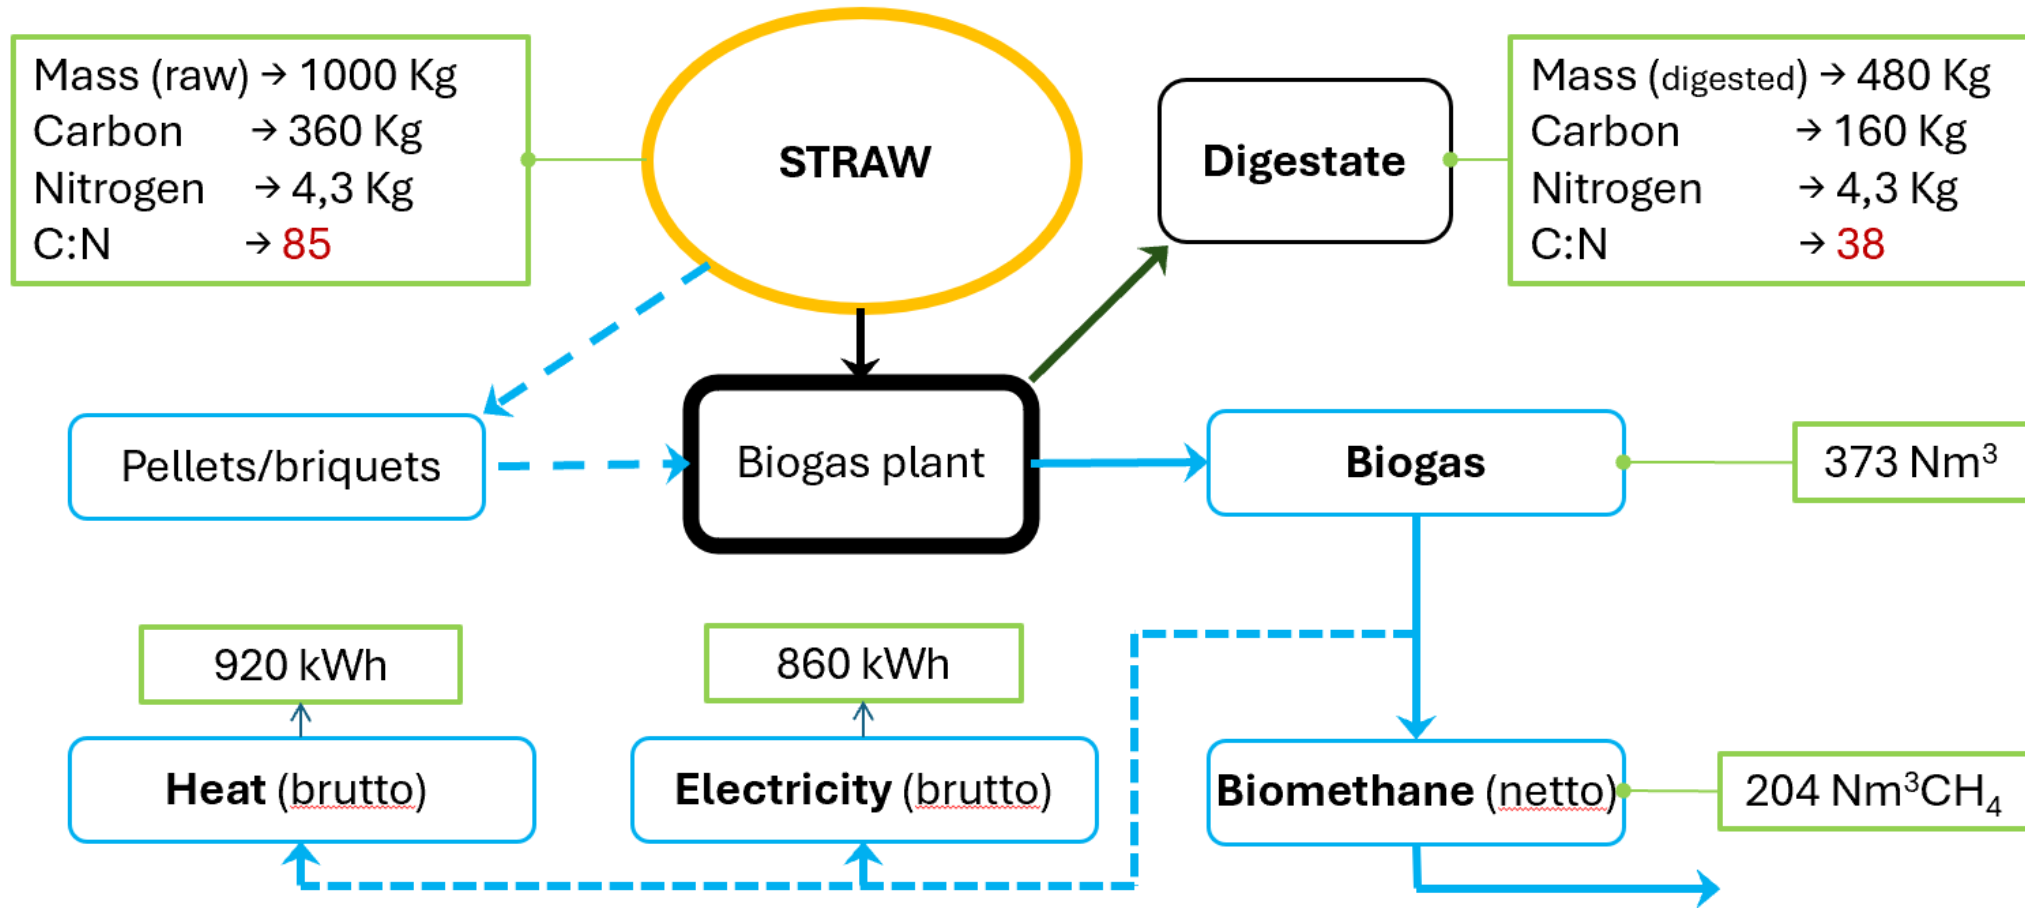 Mass (raw) → 1000 Kg
Carbon → 360 Kg
Nitrogen → 4,3 Kg
C:N → 85
STRAW
Digestate
Mass (digested) → 480 Kg
Carbon → 160 Kg
Nitrogen → 4,3 Kg
C:N → 38
Pellets/briquets
Biogas plant
Biogas
373 Nm³
920 kWh
860 kWh
Heat (brutto)
Electricity (brutto)
Biomethane (netto)
204 Nm³CH₄